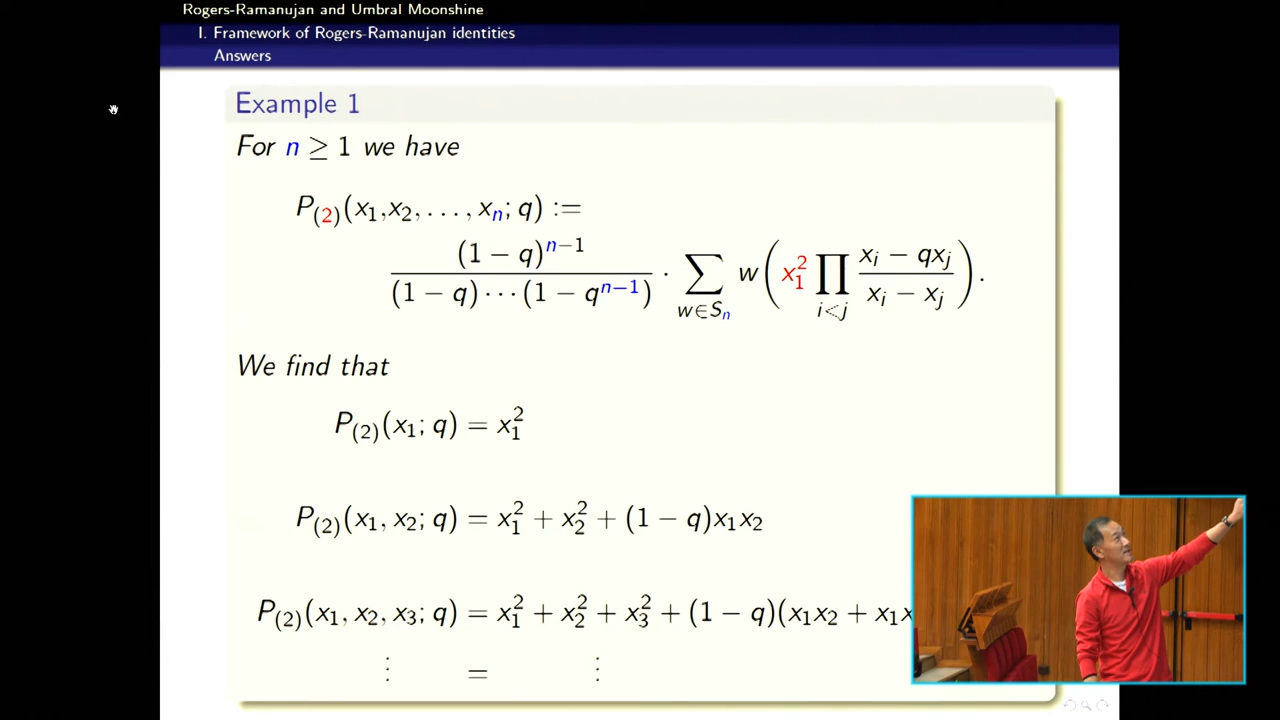 Rogers-Ramanujan and Umbral Moonshine
I. Framework of Rogers-Ramanujan identities
Answers
Example 1
For n ≥ 1 we have
P_(2)(x_1, x_2, . . . , x_n; q) :=
(1 − q)^{n−1} / (1 − q) · · · (1 − q^{n−1}) · ∑_{w∈S_n} w ( x_1^2 ∏_{i<j} (x_i − qx_j) / (x_i − x_j) ) .
We find that
P_(2)(x_1; q) = x_1^2
P_(2)(x_1, x_2; q) = x_1^2 + x_2^2 + (1 − q)x_1x_2
P_(2)(x_1, x_2, x_3; q) = x_1^2 + x_2^2 + x_3^2 + (1 − q)(x_1x_2 + x_1x
⋮ = ⋮